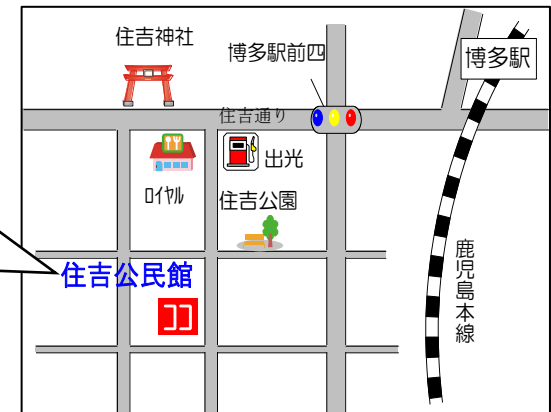 住吉神社
博多駅前四
博多駅
住吉通り
出光
ロイヤル
住吉公園
住吉公民館
ココ
鹿児島本線